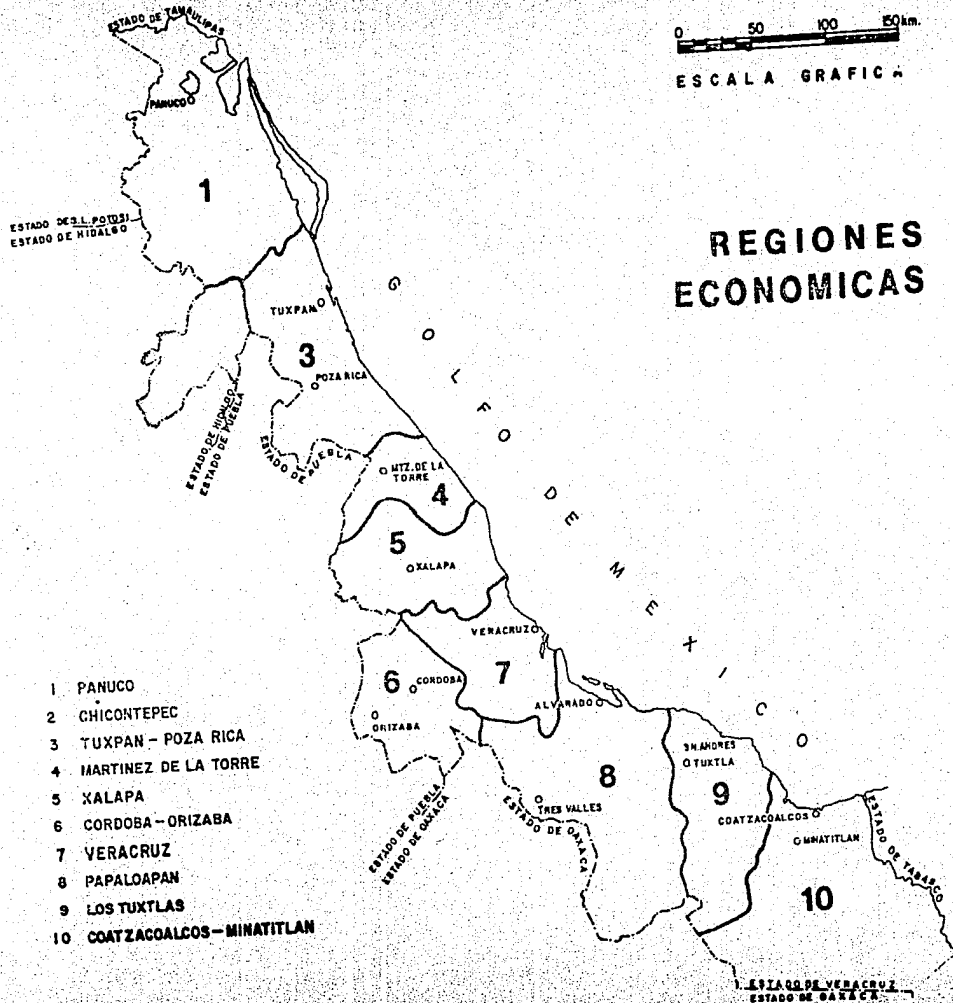 ESTADO DE TAMAULIPAS
0 50 100 150 km.
ESCALA GRAFICA
PANUCO
1
ESTADO DE S.L. POTOSI
ESTADO DE HIDALGO
REGIONES
ECONOMICAS
GOLFO DE MEXICO
TUXPAN
3
POZA RICA
ESTADO DE HIDALGO
ESTADO DE PUEBLA
ESTADO DE PUEBLA
MTZ. DE LA
TORRE
4
5
XALAPA
VERACRUZ
7
6
CORDOBA
ORIZABA
ALVARADO
SN. ANDRES
TUXTLA
8
9
TRES VALLES
ESTADO DE PUEBLA
ESTADO DE OAXACA
ESTADO DE OAXACA
COATZACOALCOS
MINATITLAN
ESTADO DE TABASCO
10
1 PANUCO
2 CHICONTEPEC
3 TUXPAN - POZA RICA
4 MARTINEZ DE LA TORRE
5 XALAPA
6 CORDOBA - ORIZABA
7 VERACRUZ
8 PAPALOAPAN
9 LOS TUXTLAS
10 COATZACOALCOS - MINATITLAN
ESTADO DE VERACRUZ
ESTADO DE OAXACA